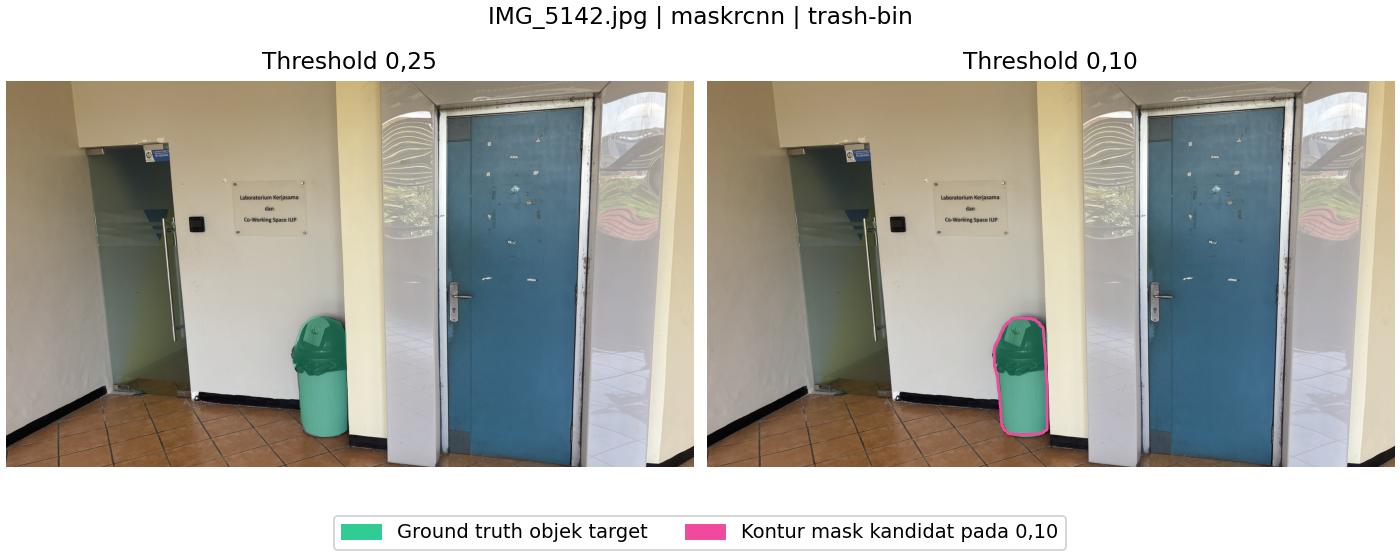 IMG_5142.jpg | maskrcnn | trash-bin
Threshold 0,25
Threshold 0,10
Laboratorium Kerjasama
dan
Co-Working Space IUP
Laboratorium Kerjasama
dan
Co-Working Space IUP
Ground truth objek target
Kontur mask kandidat pada 0,10